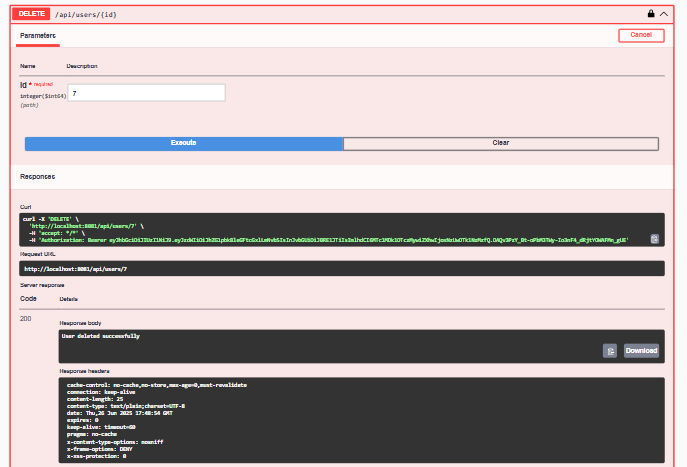 DELETE /api/users/{id}
Parameters
Cancel
Name Description
id * required
integer($int64)
(path)
7
Execute Clear
Responses
Curl
curl -X 'DELETE' \
'http://localhost:8081/api/users/7' \
-H 'accept: */*' \
-H 'Authorization: Bearer
Request URL
http://localhost:8081/api/users/7
Server response
Code Details
200
Response body
User deleted successfully
Download
Response headers
cache-control: no-cache,no-store,max-age=0,must-revalidate
connection: keep-alive
content-length: 25
content-type: text/plain;charset=UTF-8
date: Thu,26 Jun 2025 17:48:54 GMT
expires: 0
keep-alive: timeout=60
pragma: no-cache
x-content-type-options: nosniff
x-frame-options: DENY
x-xss-protection: 0